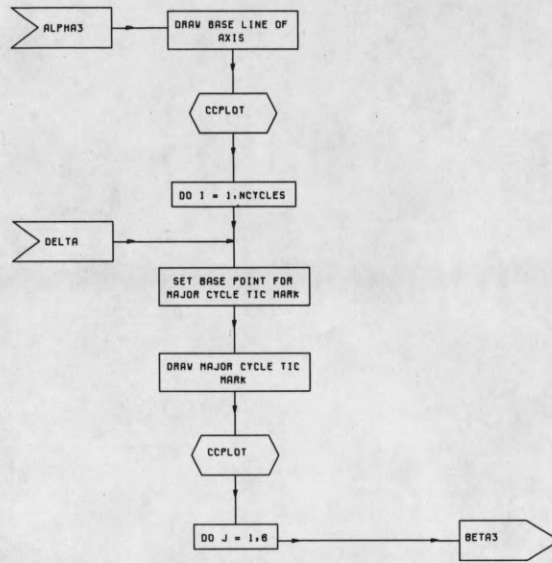 ALPHA3
DRAW BASE LINE OF
AXIS
CCPLOT
DO I = 1,NCYCLES
DELTA
SET BASE POINT FOR
MAJOR CYCLE TIC MARK
DRAW MAJOR CYCLE TIC
MARK
CCPLOT
DO J = 1,6
BETA3